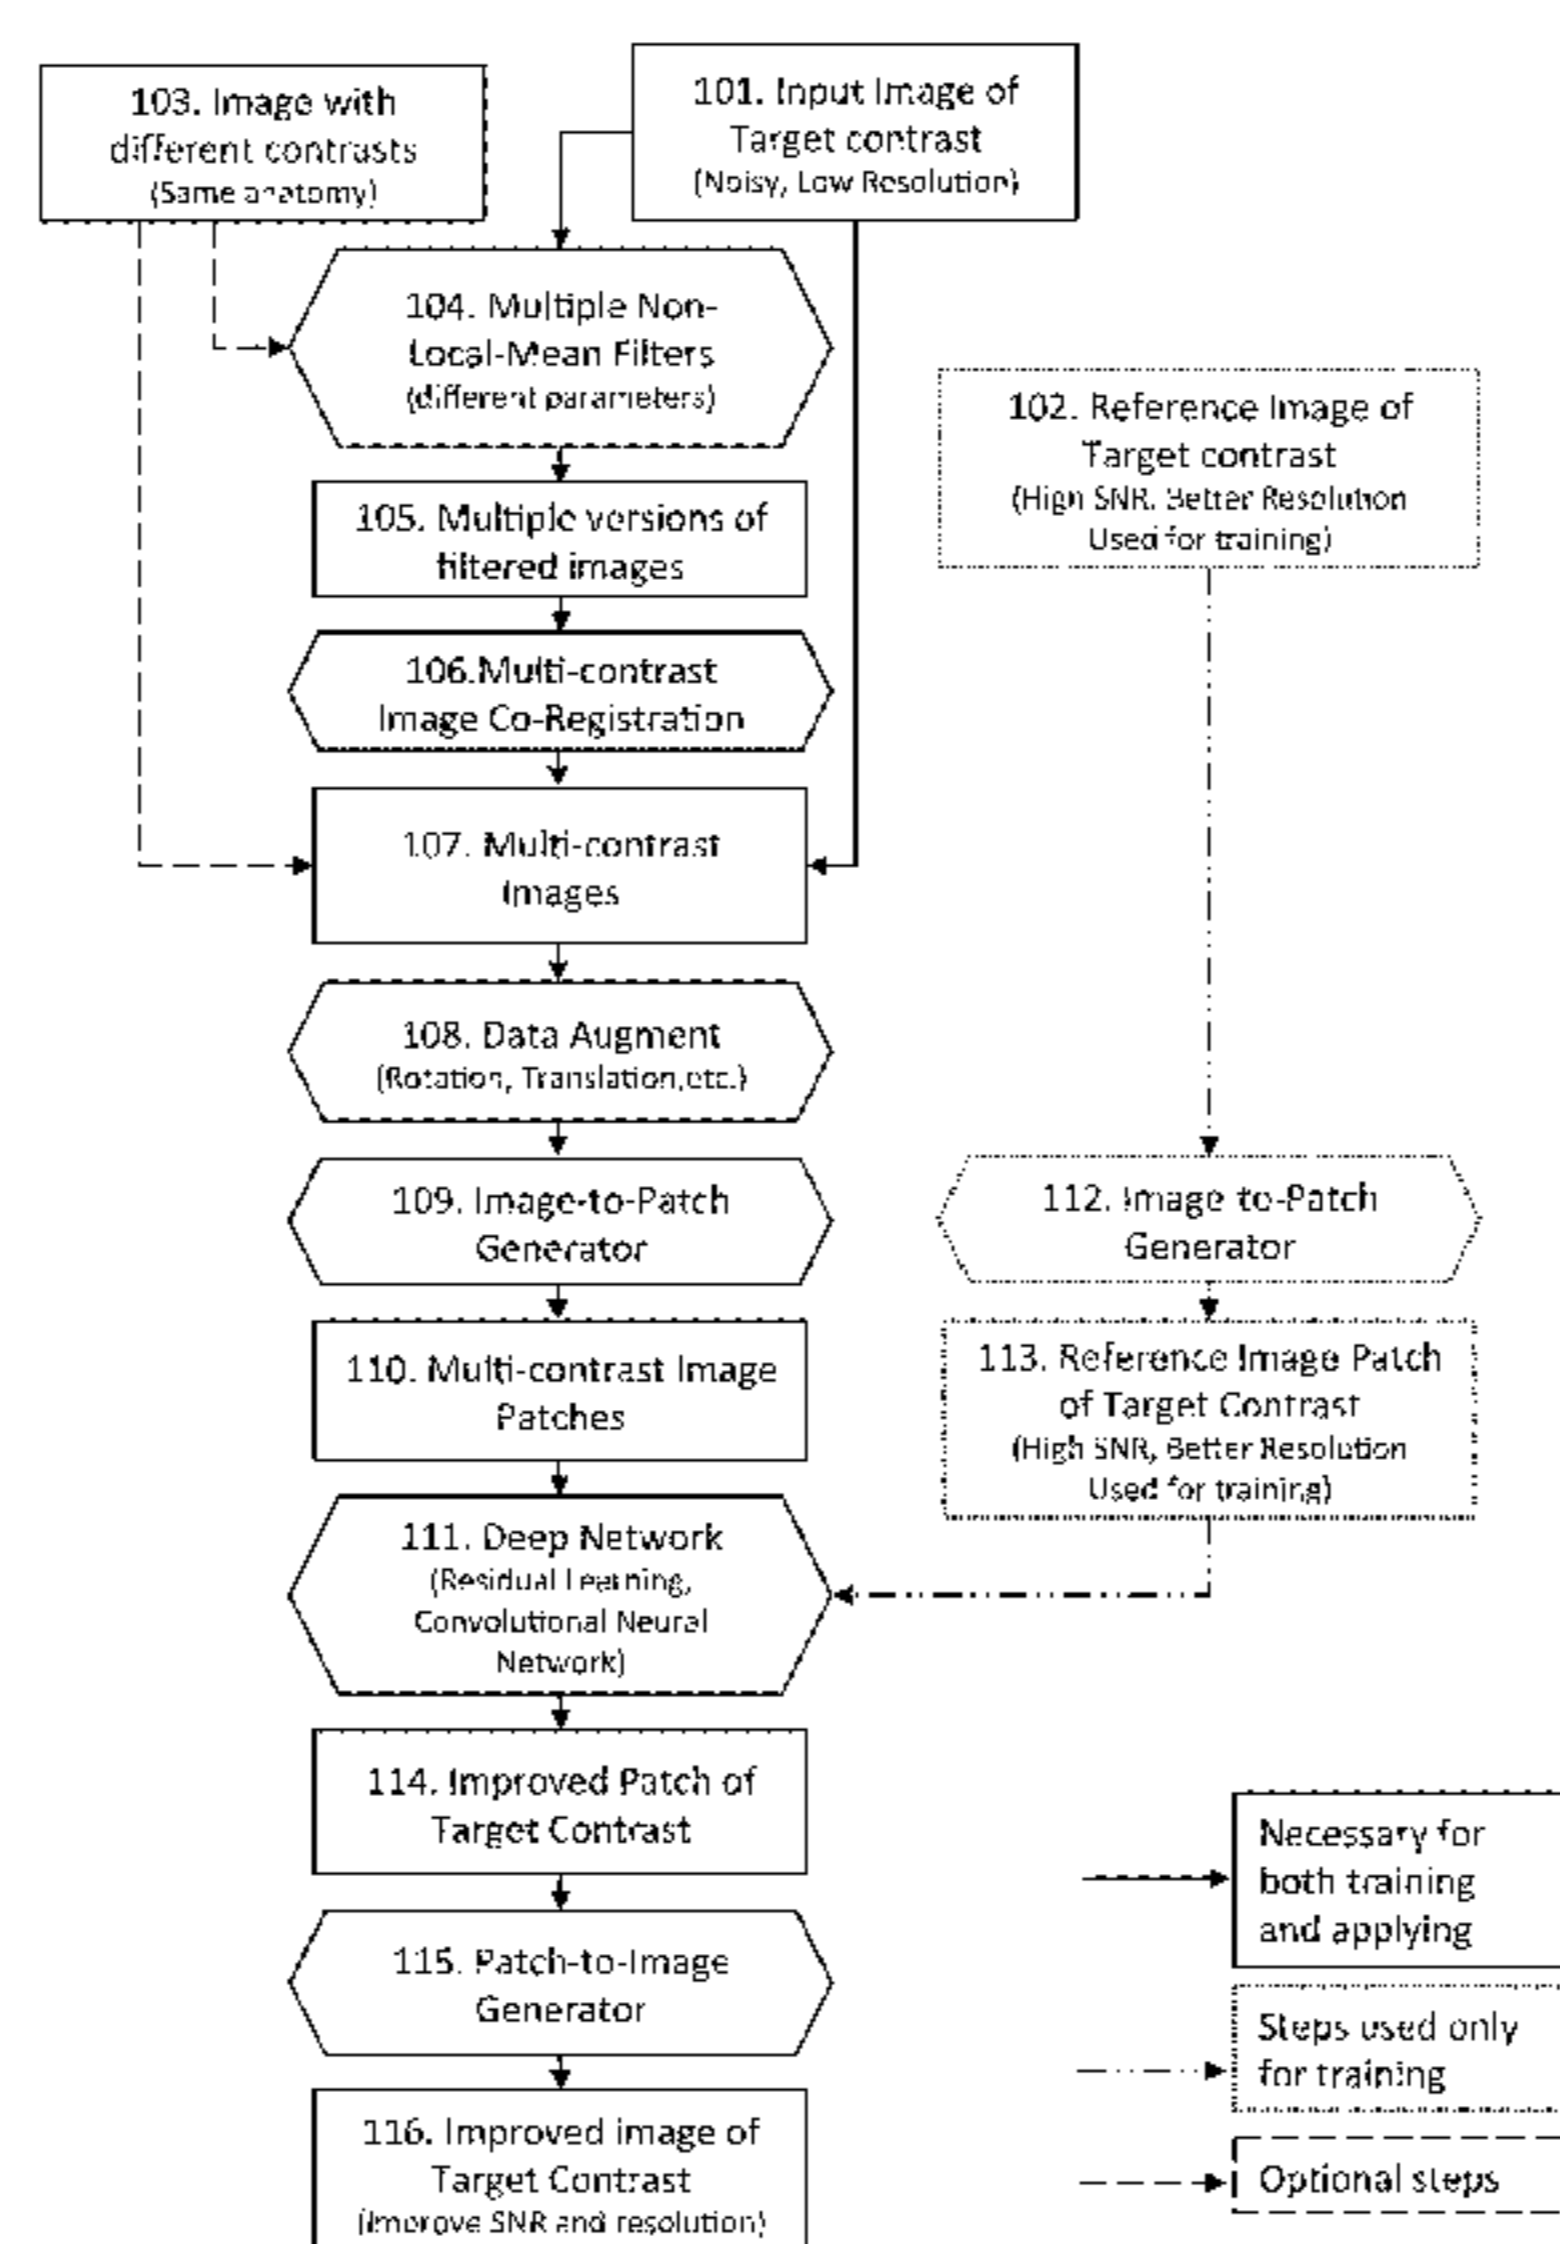 103. Image with
different contrasts
(Same anatomy)
101. Input Image of
Target contrast
(Noisy, Low Resolution)
104. Multiple Non-
Local-Mean Filters
(different parameters)
102. Reference Image of
Target contrast
(High SNR, Better Resolution
Used for training)
105. Multiple versions of
filtered images
106.Multi-contrast
Image Co-Registration
107. Multi-contrast
Images
108. Data Augment
(Rotation, Translation,etc.)
109. Image-to-Patch
Generator
112. Image-to-Patch
Generator
110. Multi-contrast Image
Patches
113. Reference Image Patch
of Target Contrast
(High SNR, Better Resolution
Used for training)
111. Deep Network
(Residual Learning,
Convolutional Neural
Network)
114. Improved Patch of
Target Contrast
115. Patch-to-Image
Generator
116. Improved image of
Target Contrast
(Improve SNR and resolution)
Necessary for
both training
and applying
Steps used only
for training
Optional steps